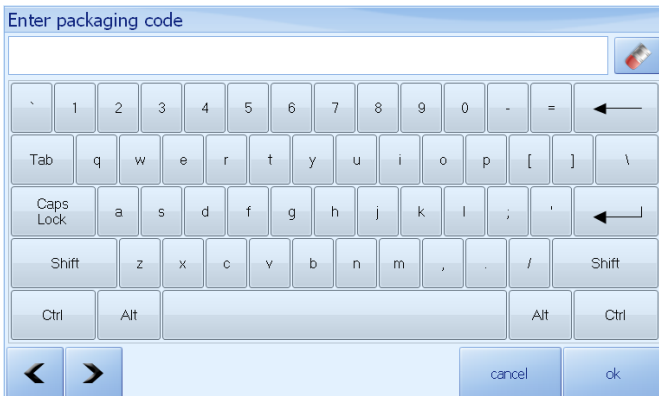 Enter packaging code
` 1 2 3 4 5 6 7 8 9 0 - =
Tab q w e r t y u i o p [ ] \
Caps Lock a s d f g h j k l ; '
Shift z x c v b n m , . / Shift
Ctrl Alt Alt Ctrl
cancel ok